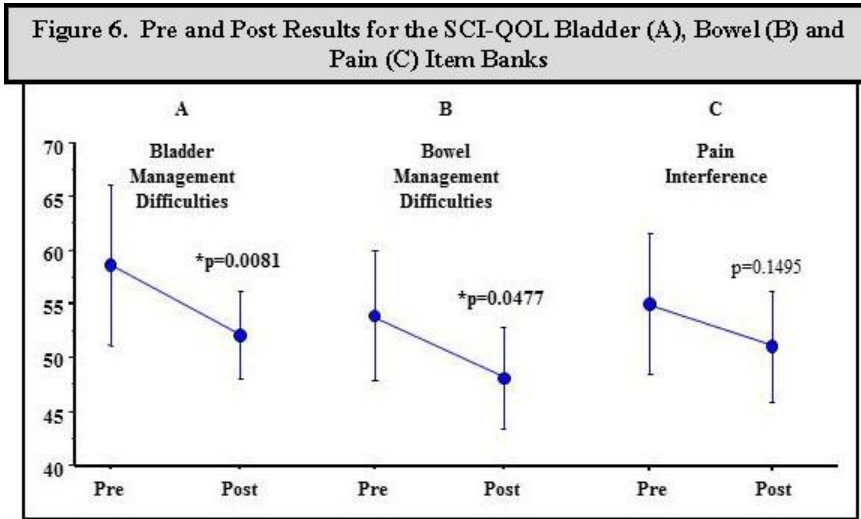 Figure 6. Pre and Post Results for the SCI-QOL Bladder (A), Bowel (B) and
Pain (C) Item Banks
A
B
C
Bladder
Management
Difficulties
Bowel
Management
Difficulties
Pain
Interference
70
65
60
55
50
45
40
*p=0.0081
*p=0.0477
p=0.1495
Pre
Post
Pre
Post
Pre
Post